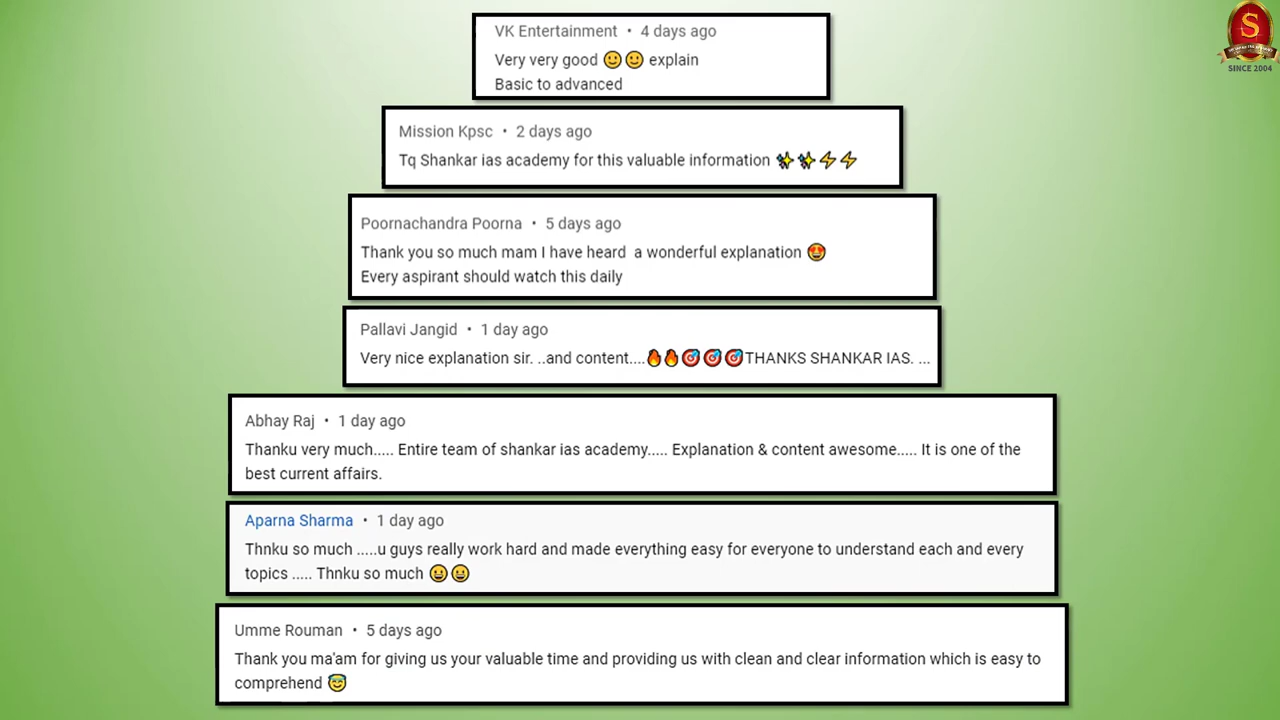 VK Entertainment • 4 days ago
Very very good 🙂🙂 explain
Basic to advanced
Mission Kpsc • 2 days ago
Tq Shankar ias academy for this valuable information ✨✨⚡⚡
Poornachandra Poorna • 5 days ago
Thank you so much mam I have heard a wonderful explanation 🤩
Every aspirant should watch this daily
Pallavi Jangid • 1 day ago
Very nice explanation sir. ..and content....🔥🔥🎯🎯🎯THANKS SHANKAR IAS. ...
Abhay Raj • 1 day ago
Thanku very much..... Entire team of shankar ias academy..... Explanation & content awesome..... It is one of the
best current affairs.
Aparna Sharma • 1 day ago
Thnku so much .....u guys really work hard and made everything easy for everyone to understand each and every
topics ..... Thnku so much 😀😀
Umme Rouman • 5 days ago
Thank you ma'am for giving us your valuable time and providing us with clean and clear information which is easy to
comprehend 😇
S
SINCE 2004